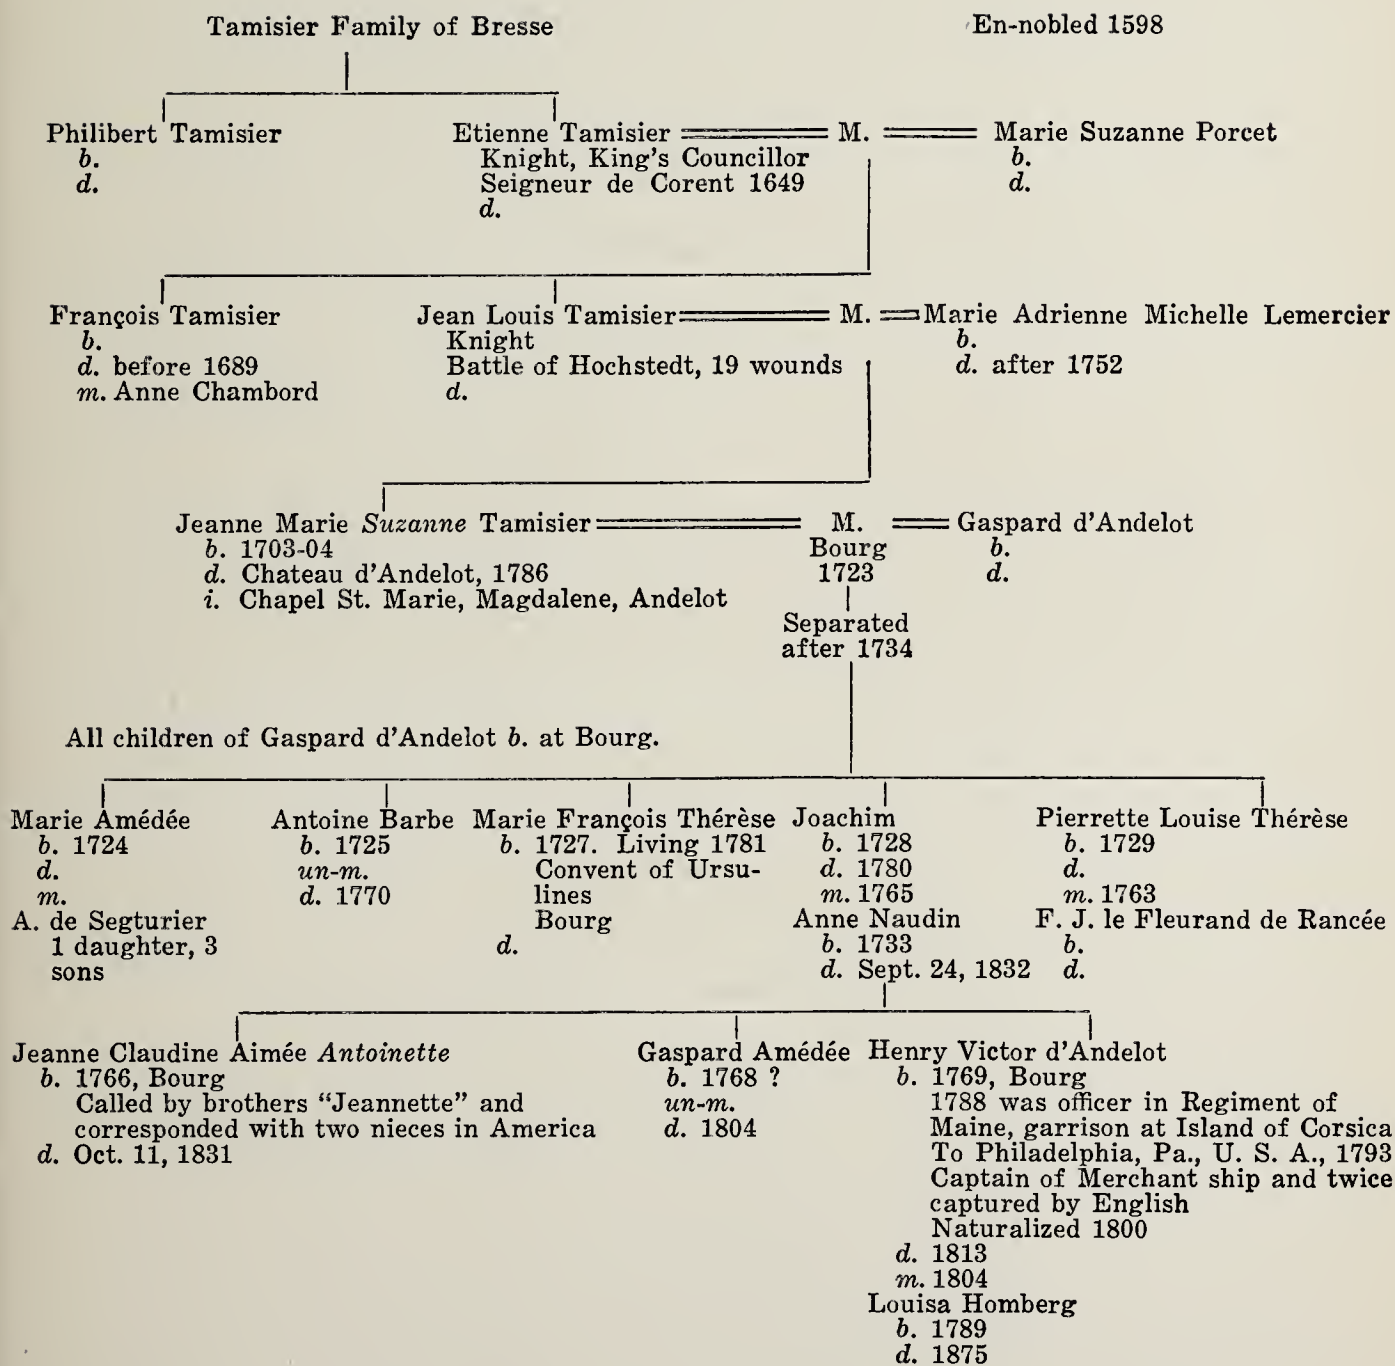 Tamisier Family of Bresse
En-nobled 1598
Philibert Tamisier
b.
d.
Etienne Tamisier
Knight, King's Councillor
Seigneur de Corent 1649
d.
M.
Marie Suzanne Porcet
b.
d.
François Tamisier
b.
d. before 1689
m. Anne Chambord
Jean Louis Tamisier
Knight
Battle of Hochstedt, 19 wounds
d.
M.
Marie Adrienne Michelle Lemercier
b.
d. after 1752
Jeanne Marie Suzanne Tamisier
b. 1703-04
d. Chateau d'Andelot, 1786
i. Chapel St. Marie, Magdalene, Andelot
M.
Bourg
1723
Separated
after 1734
Gaspard d'Andelot
b.
d.
All children of Gaspard d'Andelot b. at Bourg.
Marie Amédée
b. 1724
d.
m.
A. de Segturier
1 daughter, 3
sons
Antoine Barbe
b. 1725
un-m.
d. 1770
Marie François Thérèse
b. 1727. Living 1781
Convent of Ursu-
lines
Bourg
d.
Joachim
b. 1728
d. 1780
m. 1765
Anne Naudin
b. 1733
d. Sept. 24, 1832
Pierrette Louise Thérèse
b. 1729
d.
m. 1763
F. J. le Fleurand de Rancée
b.
d.
Jeanne Claudine Aimée Antoinette
b. 1766, Bourg
Called by brothers "Jeannette" and
corresponded with two nieces in America
d. Oct. 11, 1831
Gaspard Amédée
b. 1768 ?
un-m.
d. 1804
Henry Victor d'Andelot
b. 1769, Bourg
1788 was officer in Regiment of
Maine, garrison at Island of Corsica
To Philadelphia, Pa., U. S. A., 1793
Captain of Merchant ship and twice
captured by English
Naturalized 1800
d. 1813
m. 1804
Louisa Homberg
b. 1789
d. 1875